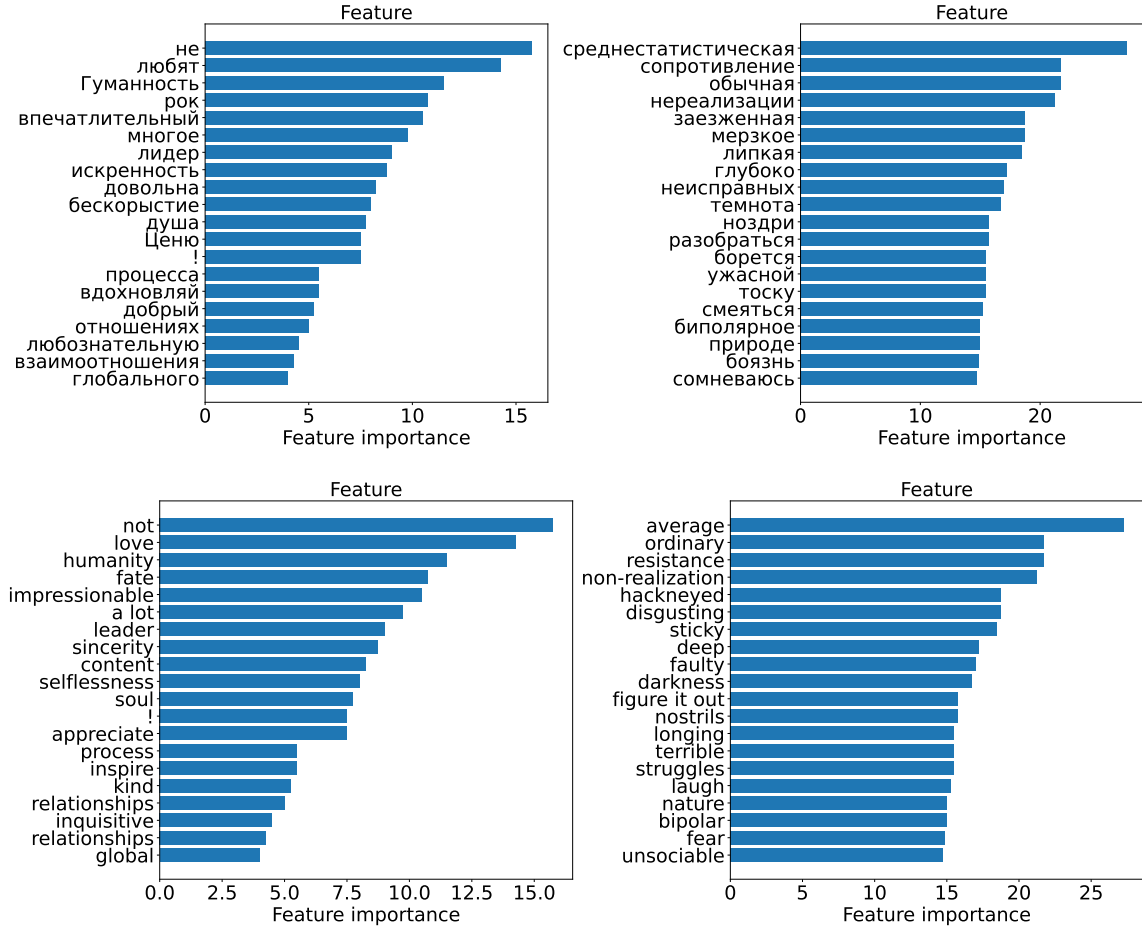 Feature
не
любят
Гуманность
рок
впечатлительный
многое
лидер
искренность
довольна
бескорыстие
душа
Ценю
!
процесса
вдохновляй
добрый
отношениях
любознательную
взаимоотношения
глобального
0 5 10 15
Feature importance
Feature
среднестатистическая
сопротивление
обычная
нереализации
заезженная
мерзкое
липкая
глубоко
неисправных
темнота
ноздри
разобраться
борется
ужасной
тоску
смеяться
биполярное
природе
боязнь
сомневаюсь
0 10 20
Feature importance
Feature
not
love
humanity
fate
impressionable
a lot
leader
sincerity
content
selflessness
soul
!
appreciate
process
inspire
kind
relationships
inquisitive
relationships
global
0.0 2.5 5.0 7.5 10.0 12.5 15.0
Feature importance
Feature
average
ordinary
resistance
non-realization
hackneyed
disgusting
sticky
deep
faulty
darkness
figure it out
nostrils
longing
terrible
struggles
laugh
nature
bipolar
fear
unsociable
0 5 10 15 20 25
Feature importance